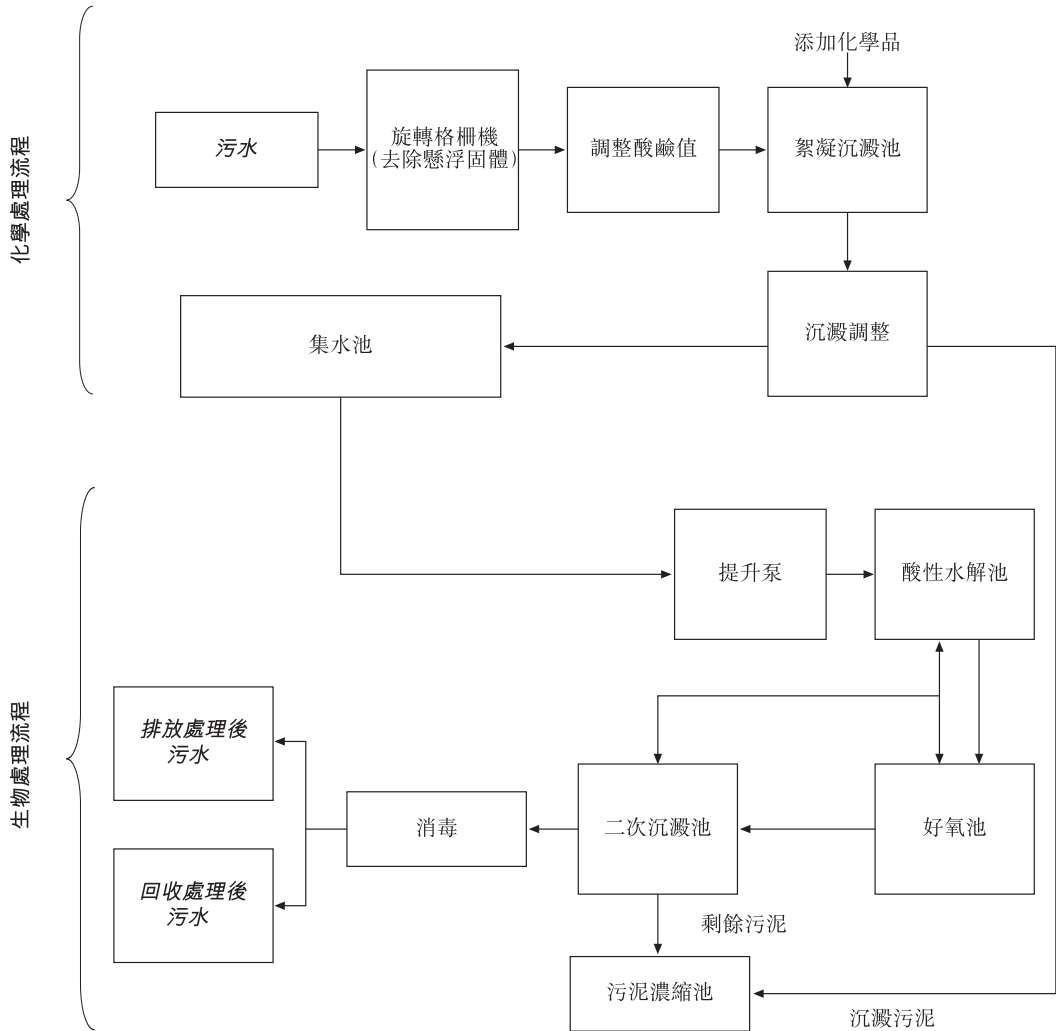 化學處理流程
添加化學品
污水
旋轉格柵機
(去除懸浮固體)
調整酸鹼值
絮凝沉澱池
集水池
沉澱調整
生物處理流程
提升泵
酸性水解池
排放處理後
污水
消毒
二次沉澱池
好氧池
回收處理後
污水
剩餘污泥
污泥濃縮池
沉澱污泥